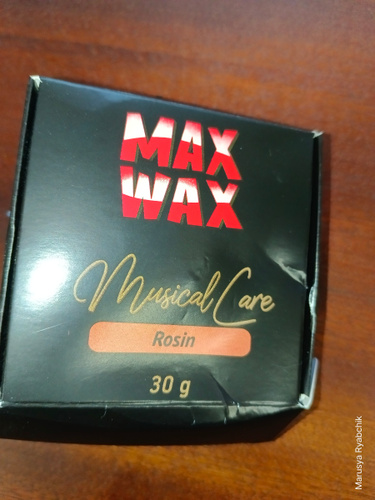 MAX
WAX
Musical Care
Rosin
30 g
Marusya Ryabchik